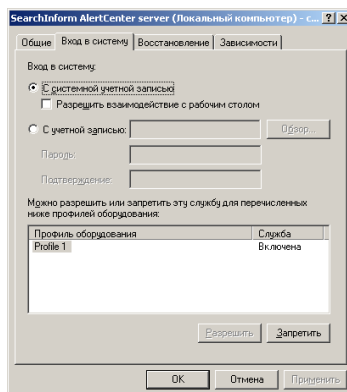 SearchInform AlertCenter server (Локальный компьютер) - с...
Общие Вход в систему Восстановление Зависимости
Вход в систему:
С системной учетной записью
Разрешить взаимодействие с рабочим столом
С учетной записью: Обзор...
Пароль:
Подтверждение:
Можно разрешить или запретить эту службу для перечисленных
ниже профилей оборудования:
Профиль оборудования Служба
Profile 1 Включена
Разрешить Запретить
OK Отмена Применить